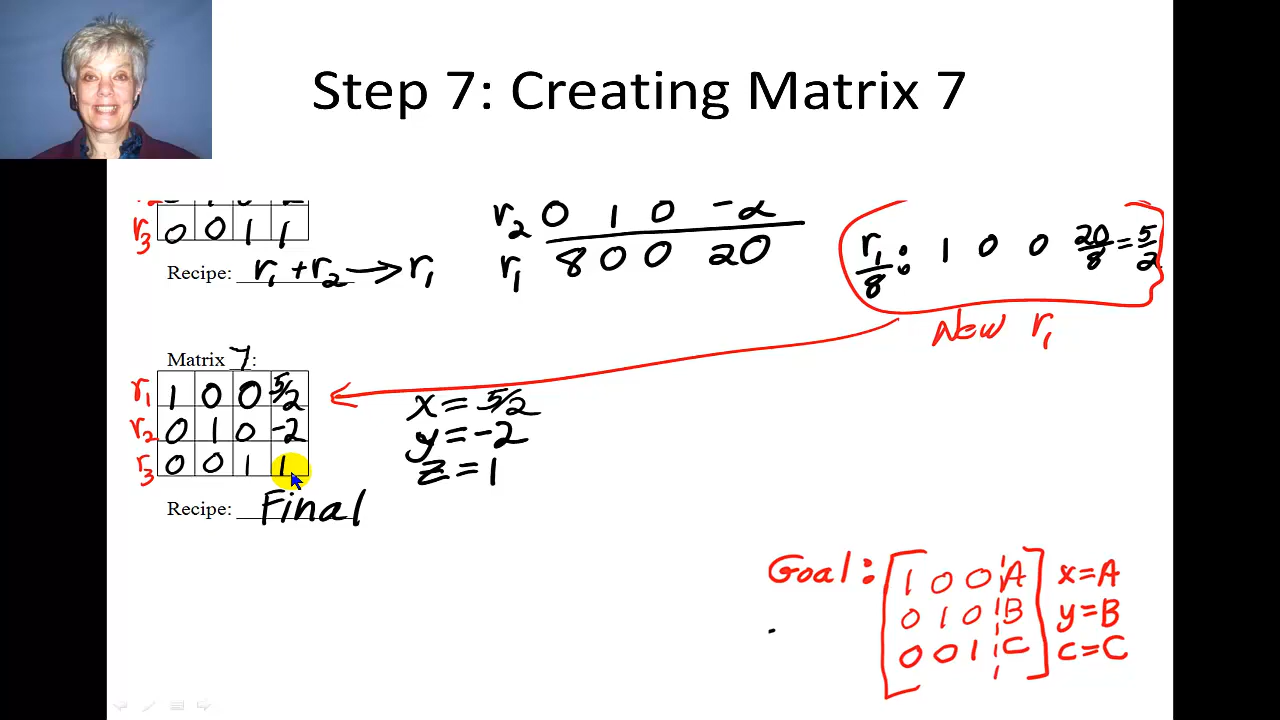 Step 7: Creating Matrix 7
r3 0 0 1 1
Recipe: r1 + r2 → r1
r2 0 1 0 -2
r1 8 0 0 20
r1/8 : 1 0 0 20/8 = 5/2
New r1
Matrix 7:
r1 1 0 0 5/2
r2 0 1 0 -2
r3 0 0 1 1
Recipe: Final
x = 5/2
y = -2
z = 1
Goal: 1 0 0 A x=A
0 1 0 B y=B
0 0 1 C c=C